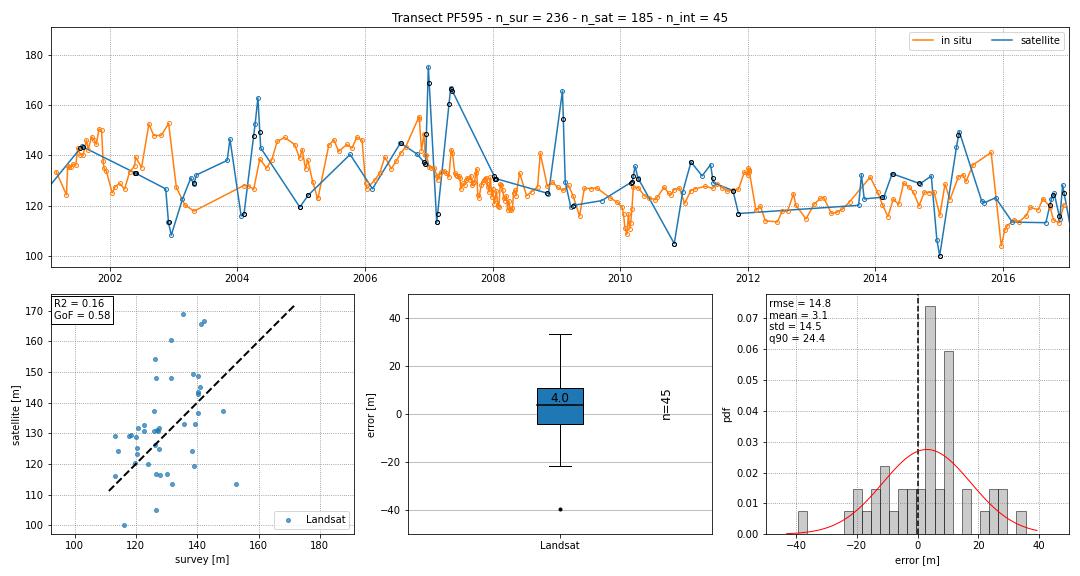 Transect PF595 - n_sur = 236 - n_sat = 185 - n_int = 45
in situ
satellite
180
160
140
120
100
2002
2004
2006
2007
2008
2010
2012
2014
2015
2016
R2 = 0.16
GoF = 0.58
170
160
150
140
130
120
110
100
satellite [m]
100
120
140
160
180
survey [m]
Landsat
40
20
0
−20
−40
error [m]
4.0
n=45
Landsat
rmse = 14.8
mean = 3.1
std = 14.5
q90 = 24.4
0.07
0.06
0.05
0.04
0.03
0.02
0.01
0.00
pdf
−40
−20
0
20
40
error [m]